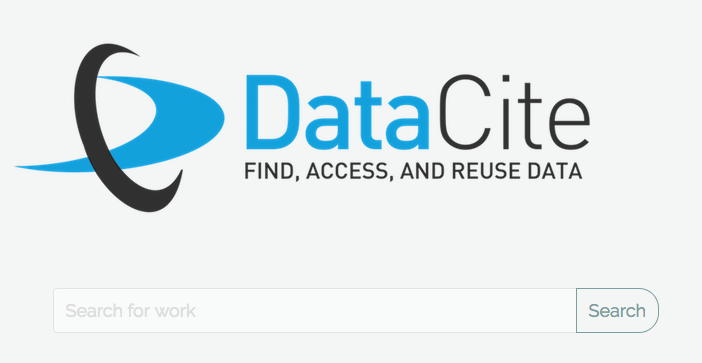 DataCite
FIND, ACCESS, AND REUSE DATA
Search for work
Search